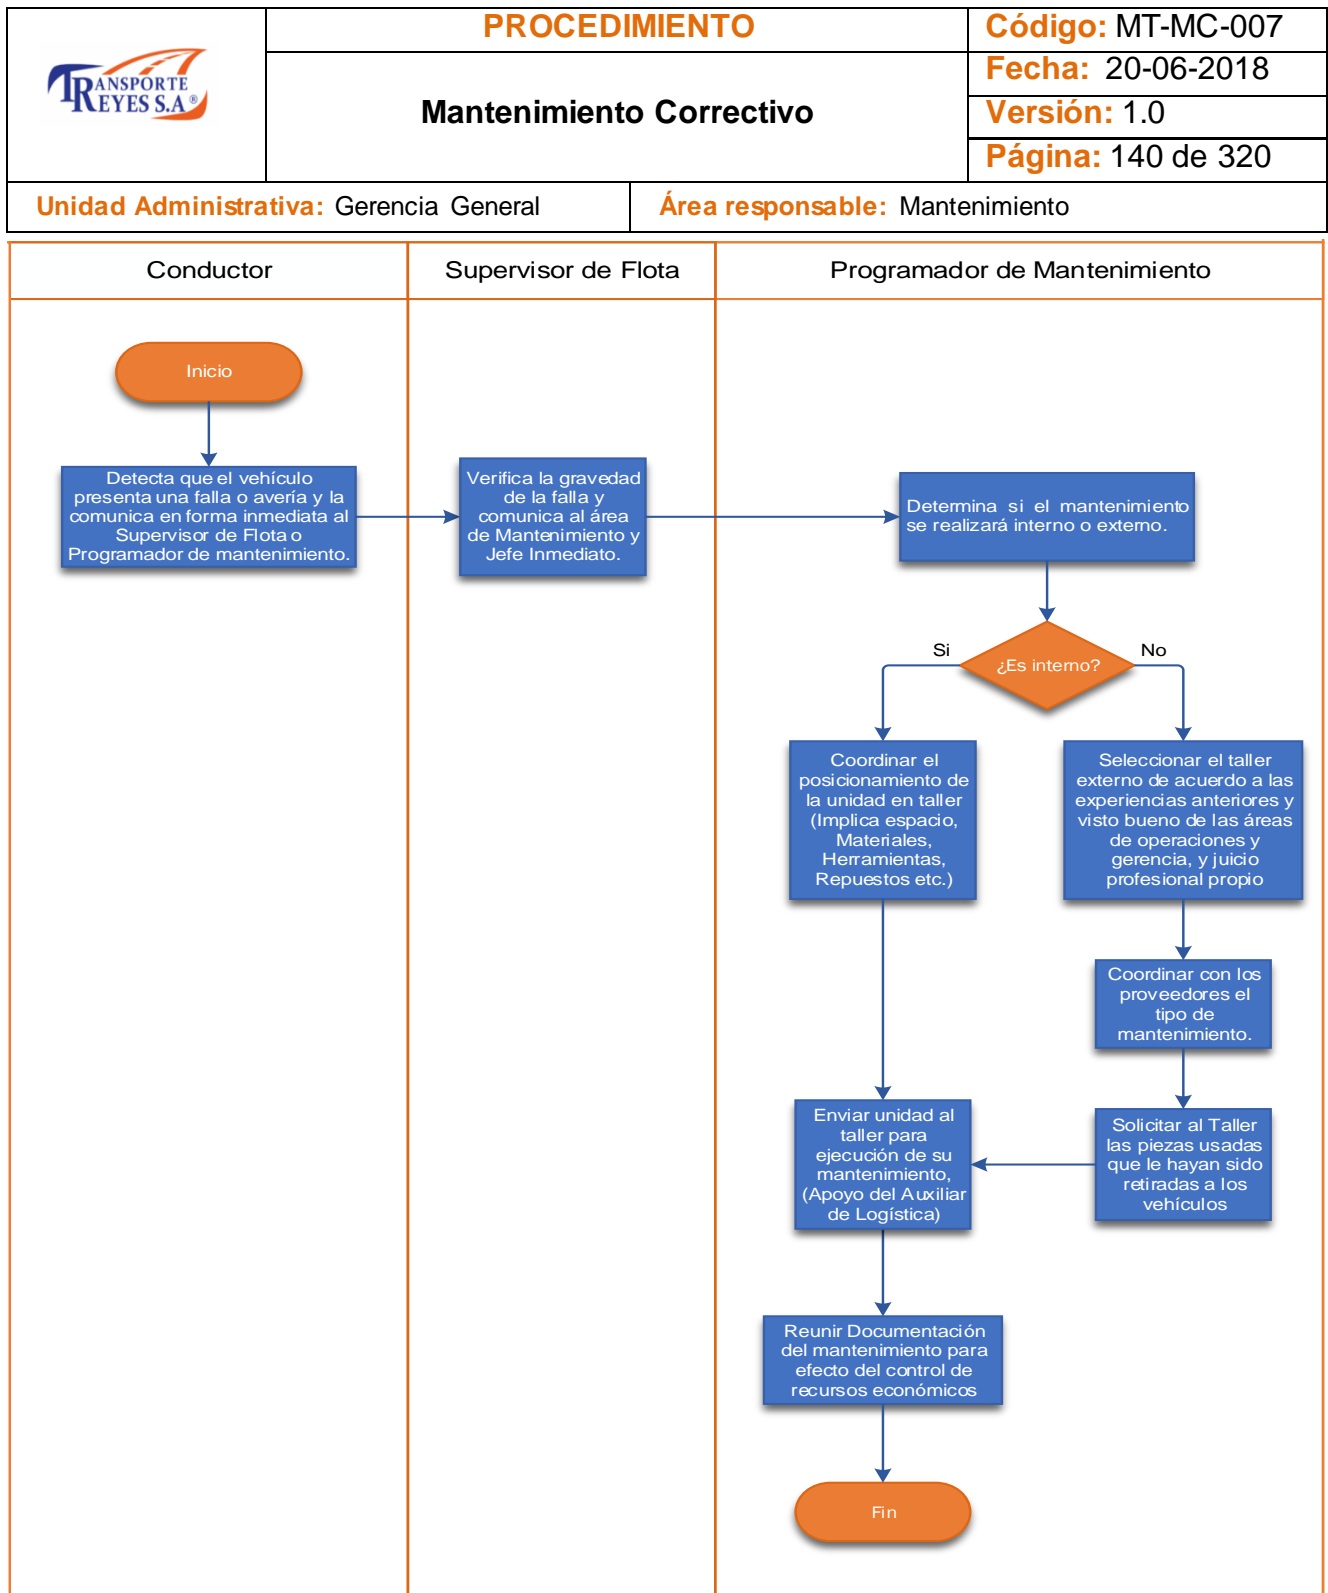 TRANSPORTE
REYES S.A®
PROCEDIMIENTO
Mantenimiento Correctivo
Código: MT-MC-007
Fecha: 20-06-2018
Versión: 1.0
Página: 140 de 320
Unidad Administrativa: Gerencia General
Área responsable: Mantenimiento
Conductor
Supervisor de Flota
Programador de Mantenimiento
Inicio
Detecta que el vehículo
presenta una falla o avería y la
comunica en forma inmediata al
Supervisor de Flota o
Programador de mantenimiento.
Verifica la gravedad
de la falla y
comunica al área
de Mantenimiento y
Jefe Inmediato.
Determina si el mantenimiento
se realizará interno o externo.
Si
¿Es interno?
No
Coordinar el
posicionamiento de
la unidad en taller
(Implica espacio,
Materiales,
Herramientas,
Repuestos etc.)
Seleccionar el taller
externo de acuerdo a las
experiencias anteriores y
visto bueno de las áreas
de operaciones y
gerencia, y juicio
profesional propio
Coordinar con los
proveedores el
tipo de
mantenimiento.
Enviar unidad al
taller para
ejecución de su
mantenimiento,
(Apoyo del Auxiliar
de Logística)
Solicitar al Taller
las piezas usadas
que le hayan sido
retiradas a los
vehículos
Reunir Documentación
del mantenimiento para
efecto del control de
recursos económicos
Fin